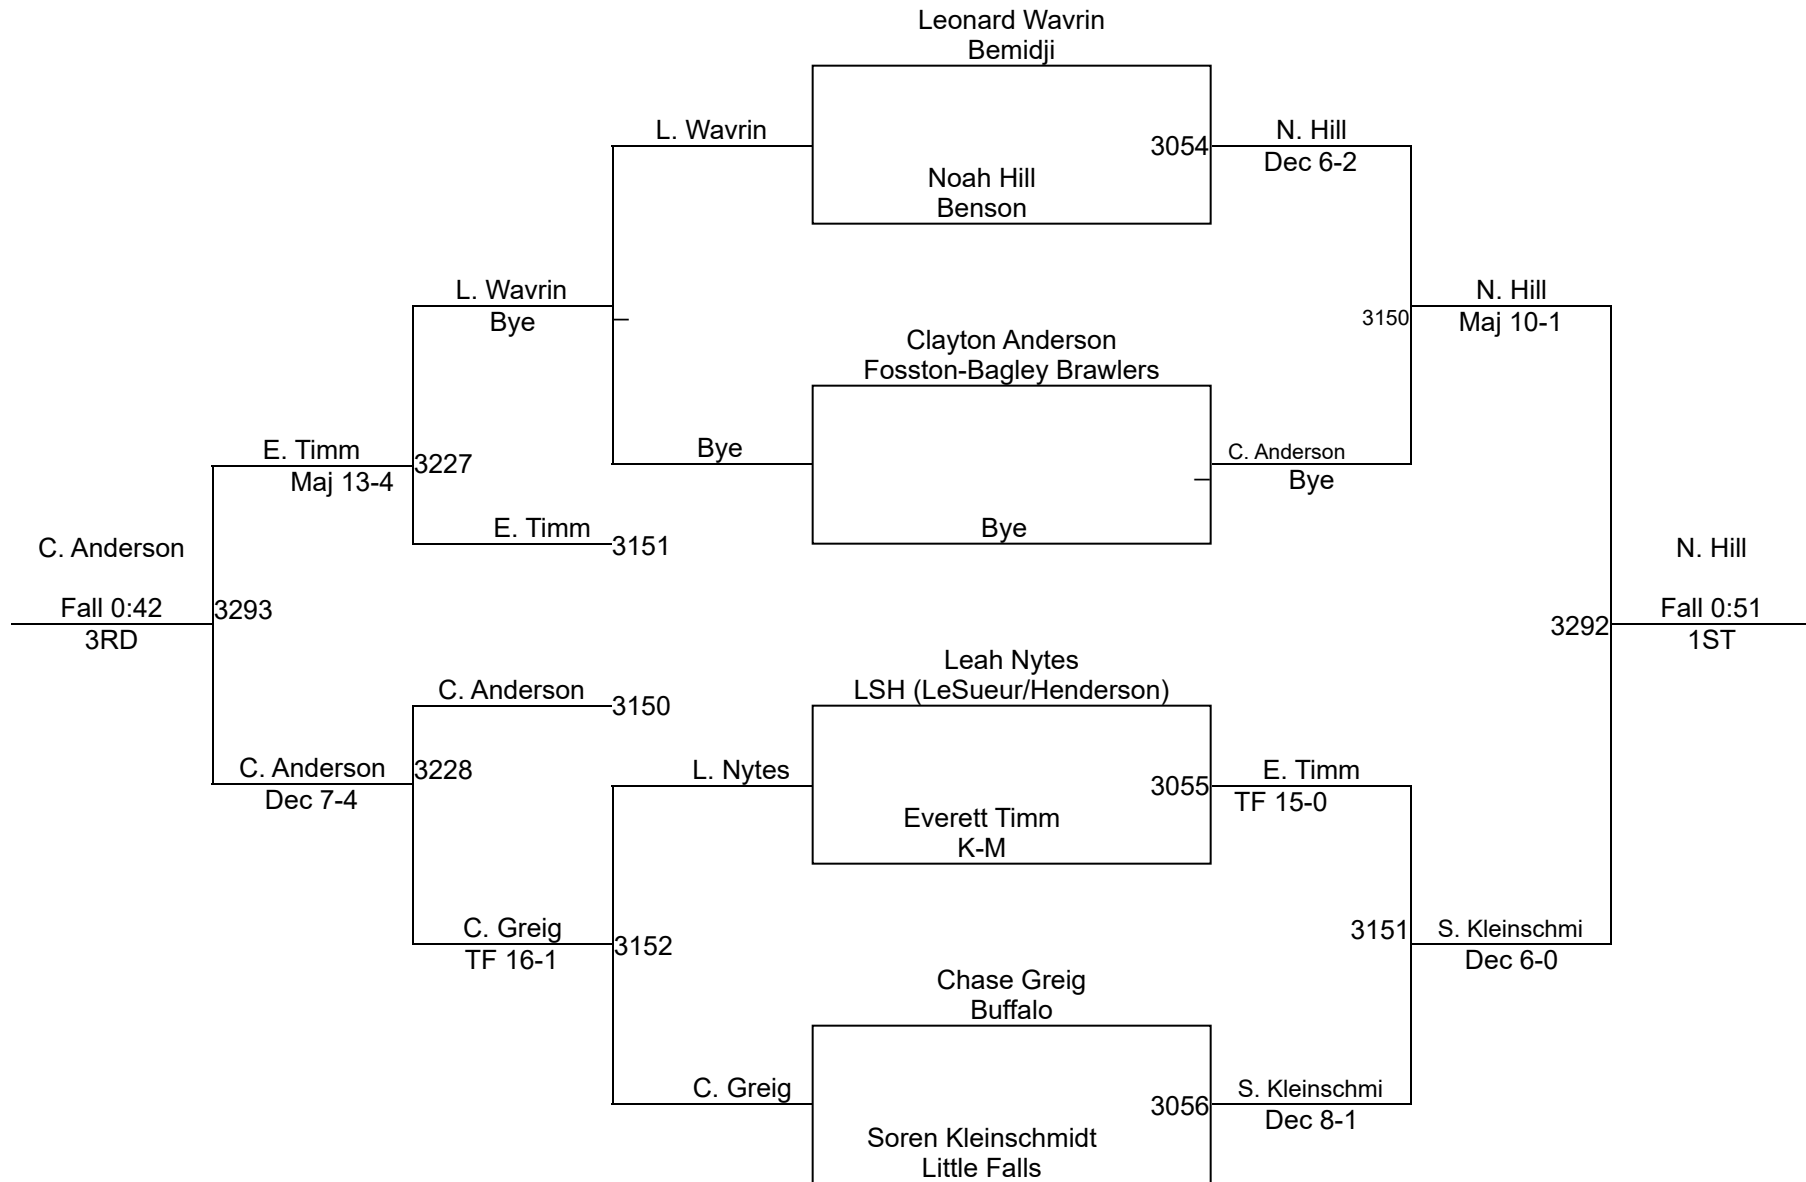 Leonard Wavrin
Bemidji
L. Wavrin
3054
N. Hill
Dec 6-2
Noah Hill
Benson
L. Wavrin
Bye
N. Hill
3150
Maj 10-1
Clayton Anderson
Fosston-Bagley Brawlers
E. Timm
3227
Maj 13-4
Bye
C. Anderson
Bye
E. Timm
3151
Bye
C. Anderson
Fall 0:42
3RD
3293
N. Hill
3292
Fall 0:51
1ST
Leah Nytes
LSH (LeSueur/Henderson)
C. Anderson
3150
C. Anderson
Dec 7-4
3228
L. Nytes
3055
E. Timm
TF 15-0
Everett Timm
K-M
C. Greig
TF 16-1
3152
3151
S. Kleinschmi
Dec 6-0
Chase Greig
Buffalo
C. Greig
3056
S. Kleinschmi
Dec 8-1
Soren Kleinschmidt
Little Falls